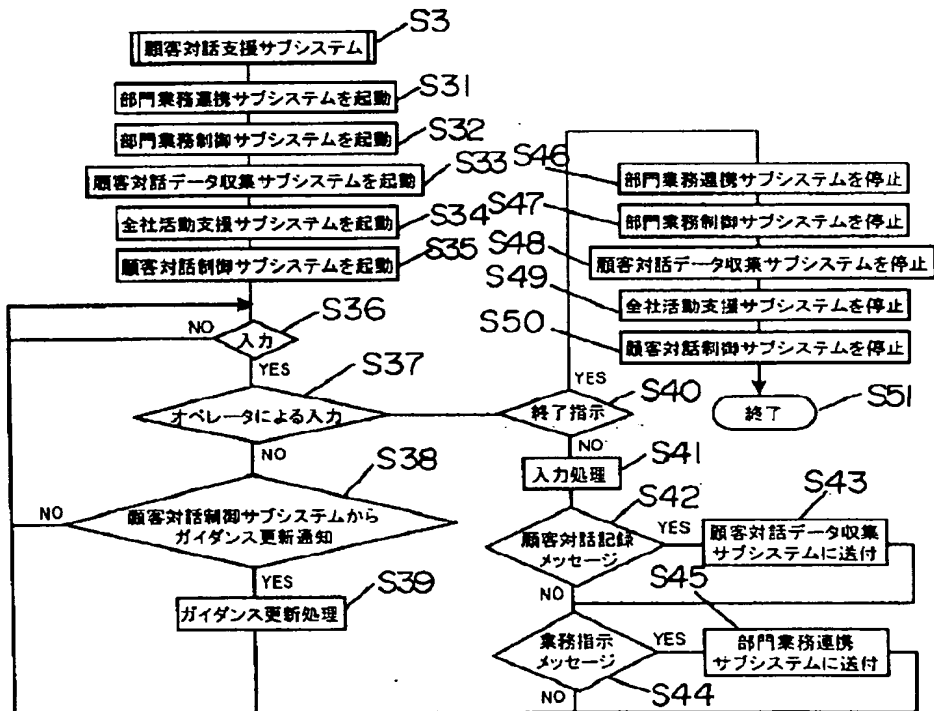 S3
顧客対話支援サブシステム
S31
部門業務連携サブシステムを起動
S32
部門業務制御サブシステムを起動
S33
顧客対話データ収集サブシステムを起動
S34
全社活動支援サブシステムを起動
S35
顧客対話制御サブシステムを起動
S36
NO
入力
YES
S37
オペレータによる入力
NO
S38
NO
顧客対話制御サブシステムから
ガイダンス更新通知
YES
S39
ガイダンス更新処理
S46
部門業務連携サブシステムを停止
S47
部門業務制御サブシステムを停止
S48
顧客対話データ収集サブシステムを停止
S49
全社活動支援サブシステムを停止
S50
顧客対話制御サブシステムを停止
YES
S40
終了指示
終了
S51
NO
S41
入力処理
S42
顧客対話記録
メッセージ
YES
S43
顧客対話データ収集
サブシステムに送付
NO
S45
業務指示
メッセージ
YES
部門業務連携
サブシステムに送付
NO
S44